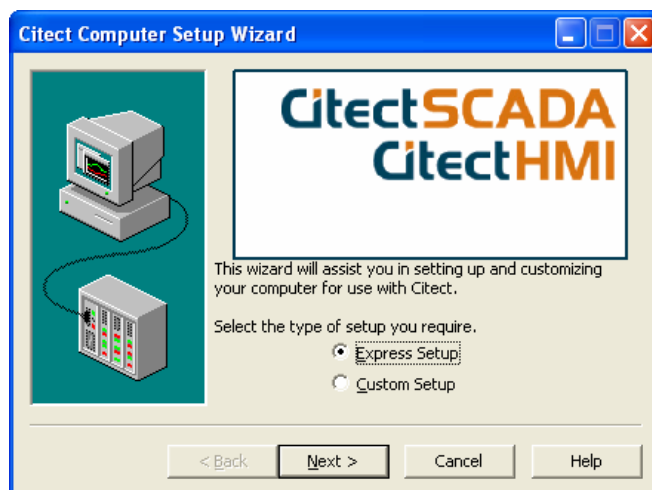 Citect Computer Setup Wizard
CitectSCADA
CitectHMI
This wizard will assist you in setting up and customizing
your computer for use with Citect.
Select the type of setup you require.
Express Setup
Custom Setup
< Back Next > Cancel Help